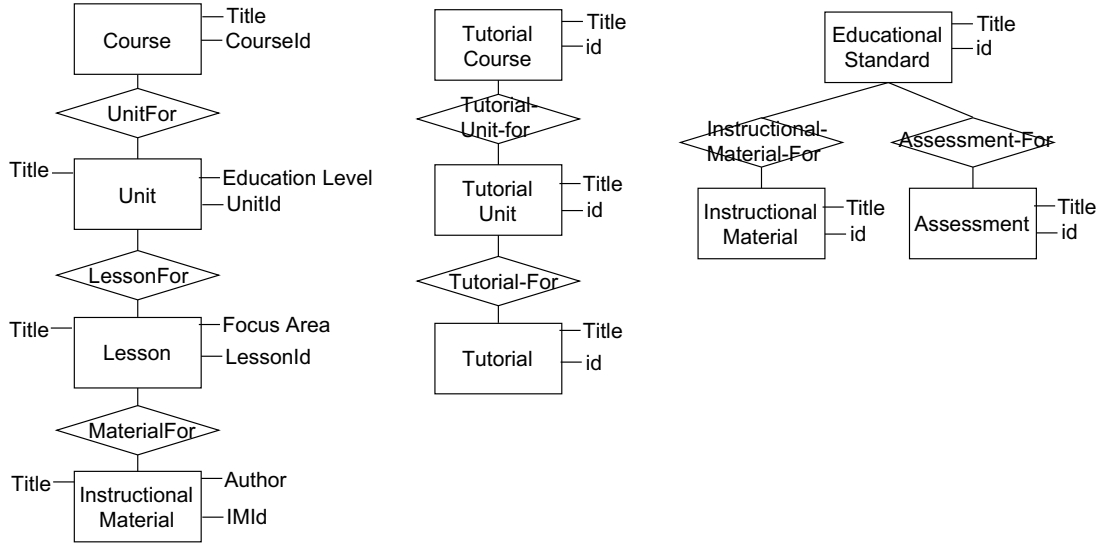 Title
Course
CourseId
UnitFor
Title
Education Level
Unit
UnitId
LessonFor
Title
Focus Area
Lesson
LessonId
MaterialFor
Title
Author
Instructional
Material
IMId
Title
Tutorial
Course
id
Tutorial-
Unit-for
Title
Tutorial
Unit
id
Tutorial-For
Title
Tutorial
id
Title
Educational
Standard
id
Instructional-
Material-For
Assessment-For
Title
Instructional
Material
id
Title
Assessment
id